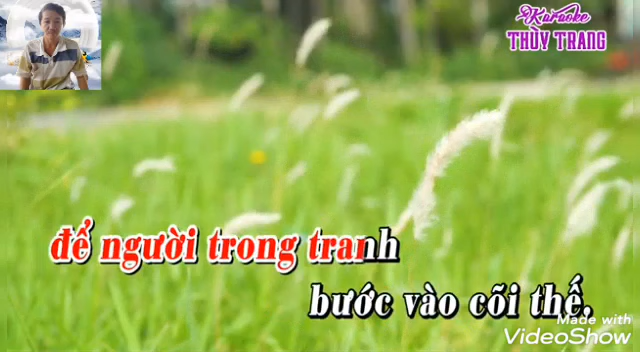 Karaoke
THÙY TRANG
để người trong tranh
bước vào cõi thế.
Made with
VideoShow